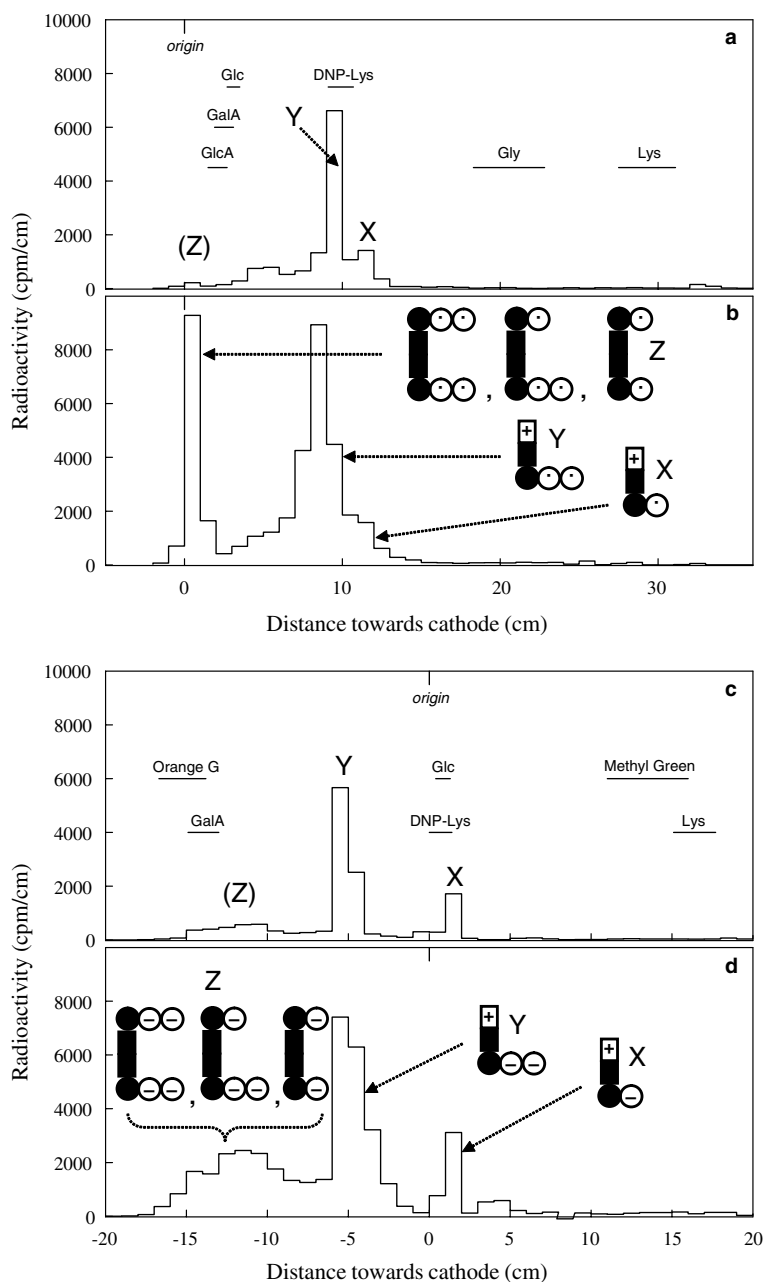 10000
a
origin
8000
Glc
DNP-Lys
GalA
Y
6000
GlcA
Gly
Lys
4000
(Z)
X
2000
0
Radioactivity (cpm/cm)
b
8000
Z
, ,
6000
+
Y
+
X
4000
2000
0
0 10 20 30
Distance towards cathode (cm)
10000
c
origin
8000
Orange G
Y
Glc
Methyl Green
6000
GalA
DNP-Lys
Lys
4000
(Z)
X
2000
0
Radioactivity (cpm/cm)
d
Z
8000
− − − −
+
Y
+
X
6000
− − , − − , −
− −
−
4000
2000
0
-20 -15 -10 -5 0 5 10 15 20
Distance towards cathode (cm)